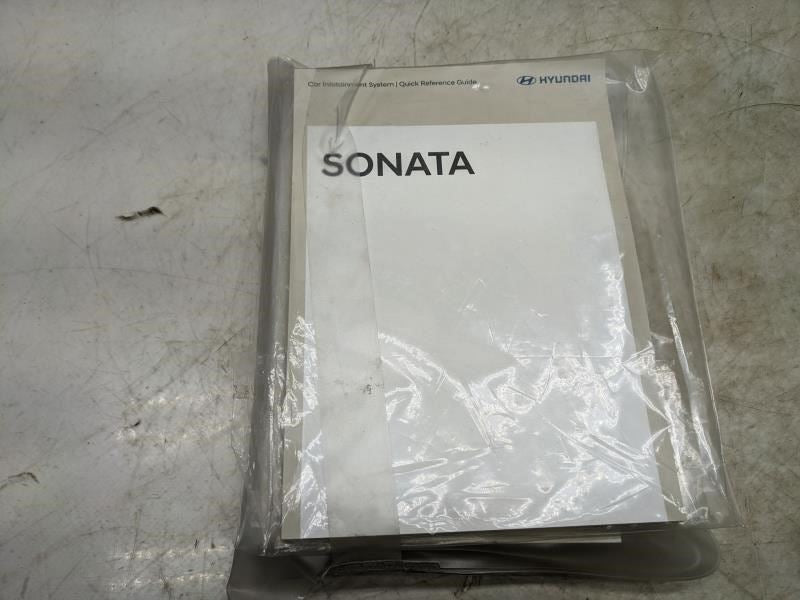 Car Infotainment System | Quick Reference Guide HYUNDAI
SONATA